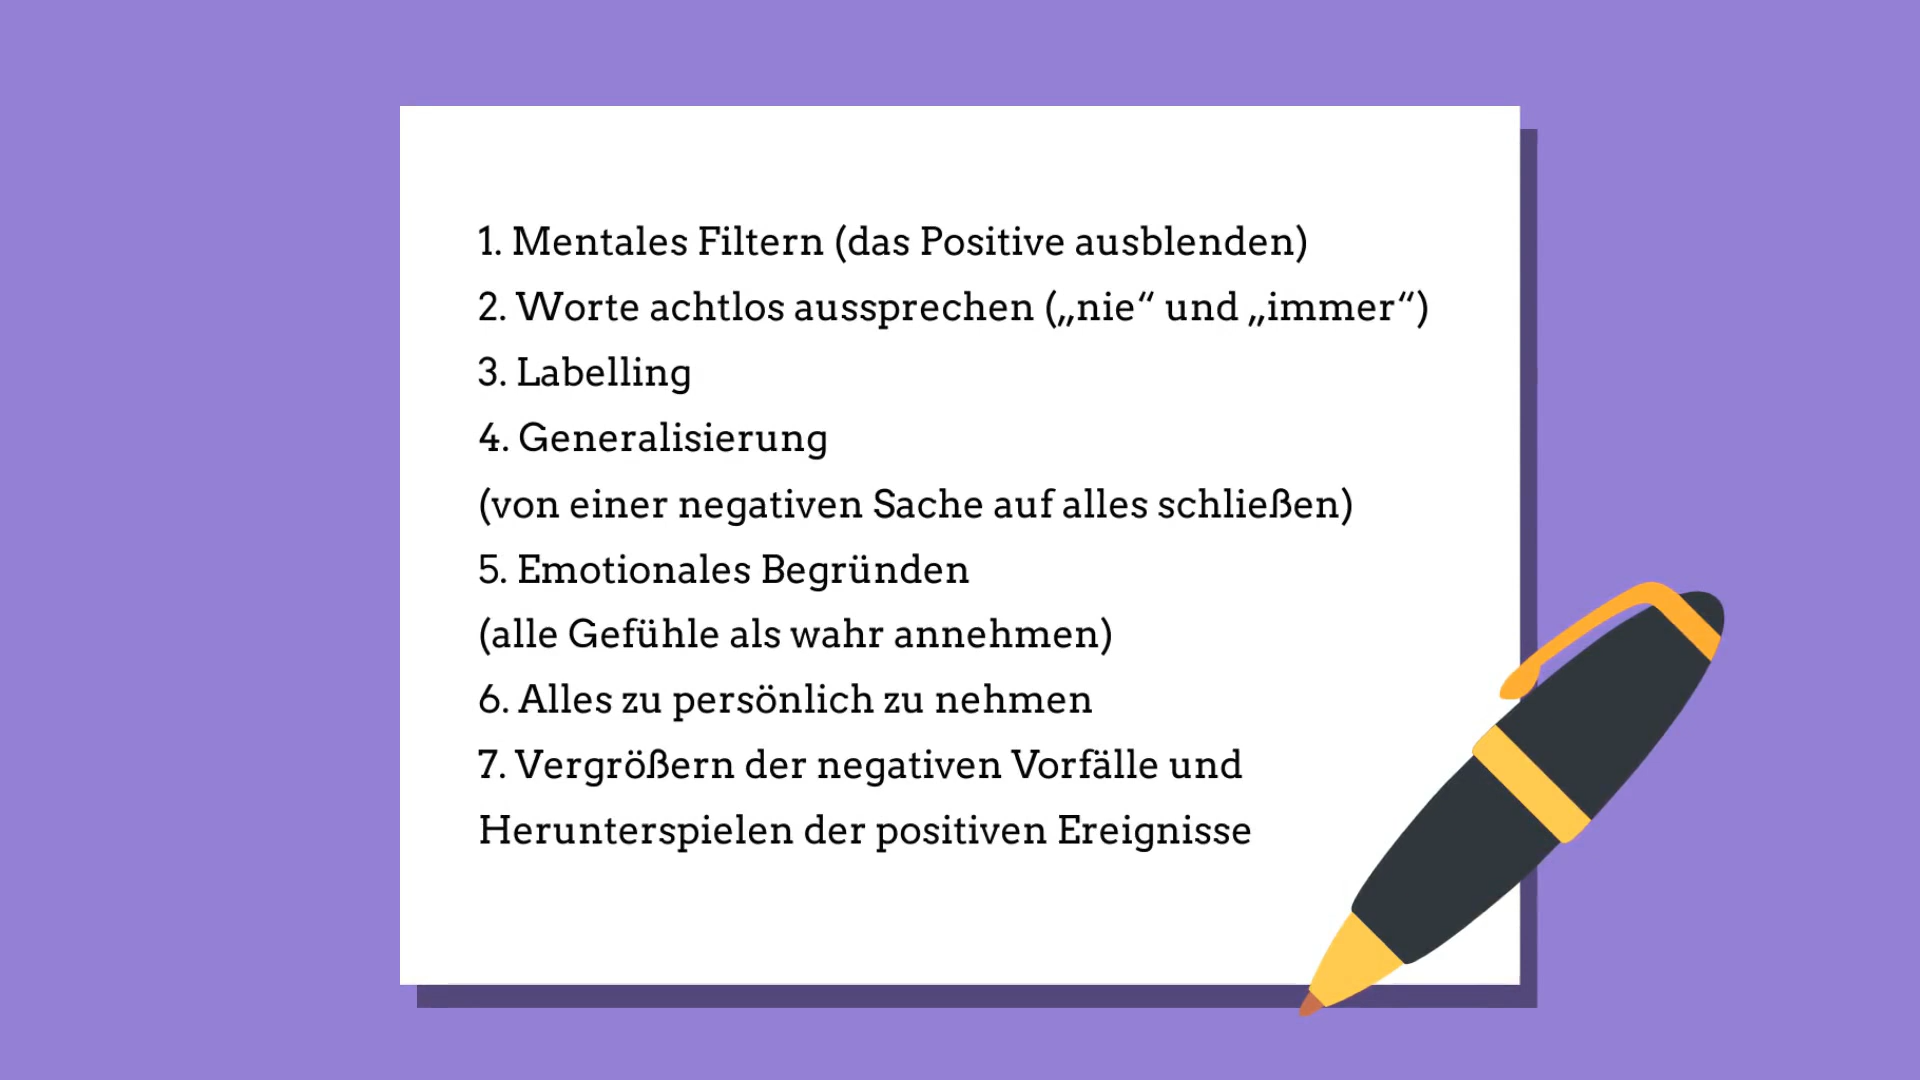 1. Mentales Filtern (das Positive ausblenden)
2. Worte achtlos aussprechen („nie“ und „immer“)
3. Labelling
4. Generalisierung
(von einer negativen Sache auf alles schließen)
5. Emotionales Begründen
(alle Gefühle als wahr annehmen)
6. Alles zu persönlich zu nehmen
7. Vergrößern der negativen Vorfälle und
Herunterspielen der positiven Ereignisse